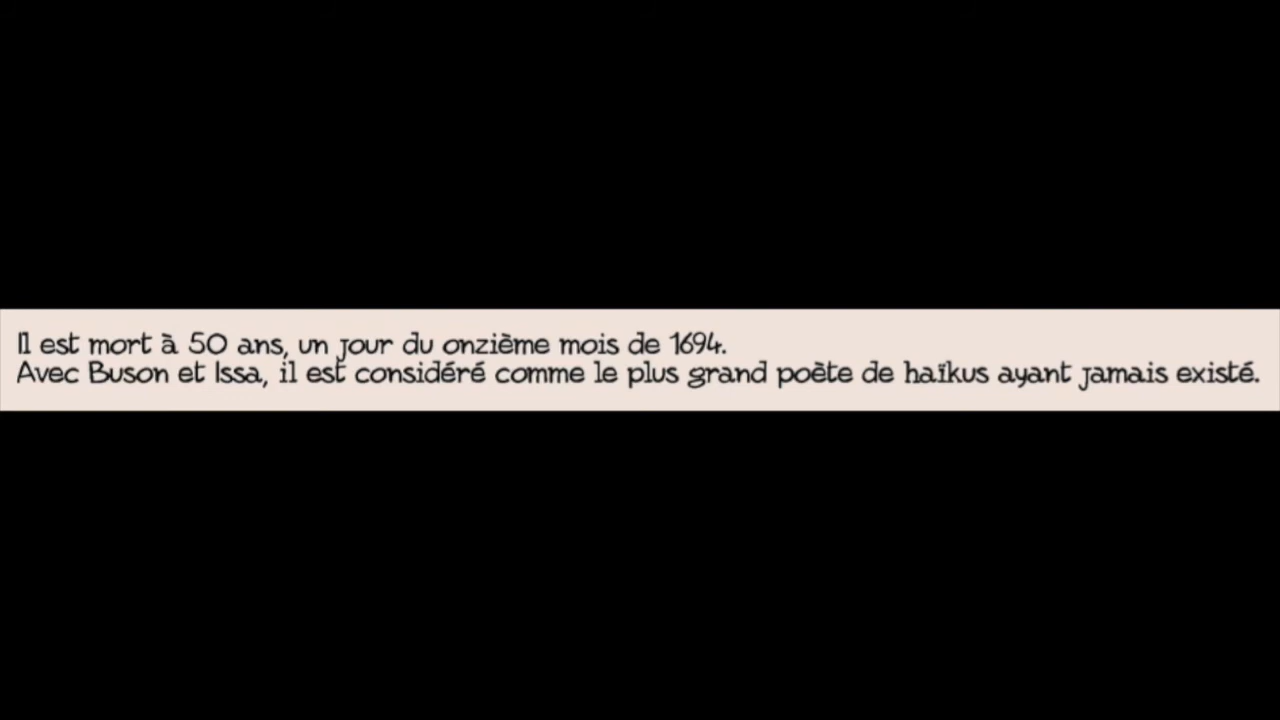 Il est mort à 50 ans, un jour du onzième mois de 1694.
Avec Buson et Issa, il est considéré comme le plus grand poète de haïkus ayant jamais existé.